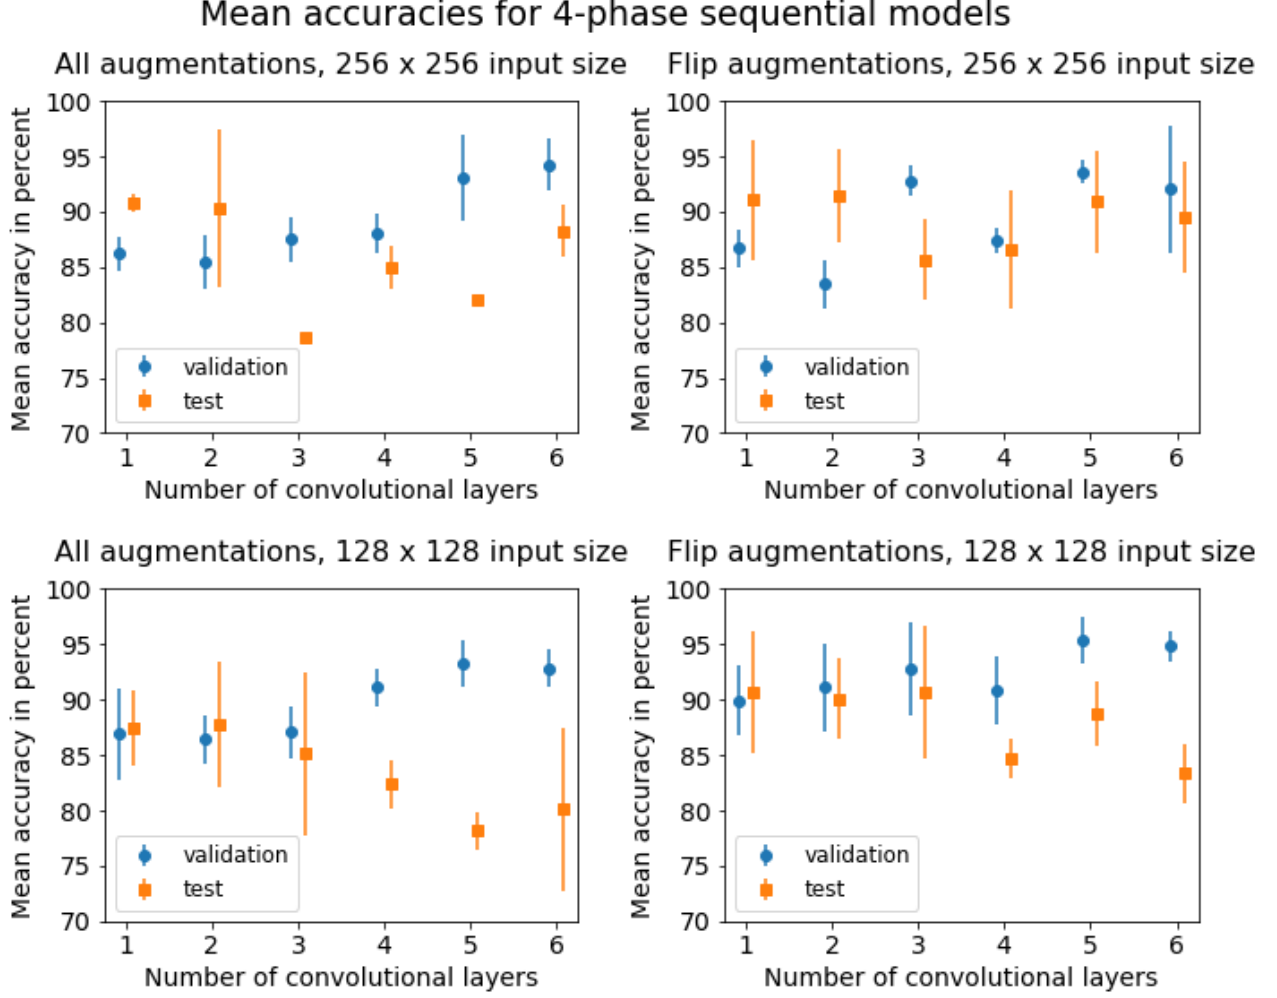 Mean accuracies for 4-phase sequential models
All augmentations, 256 x 256 input size
Mean accuracy in percent
100
95
90
85
80
75
70
validation
test
1 2 3 4 5 6
Number of convolutional layers
Flip augmentations, 256 x 256 input size
Mean accuracy in percent
100
95
90
85
80
75
70
validation
test
1 2 3 4 5 6
Number of convolutional layers
All augmentations, 128 x 128 input size
Mean accuracy in percent
100
95
90
85
80
75
70
validation
test
1 2 3 4 5 6
Number of convolutional layers
Flip augmentations, 128 x 128 input size
Mean accuracy in percent
100
95
90
85
80
75
70
validation
test
1 2 3 4 5 6
Number of convolutional layers